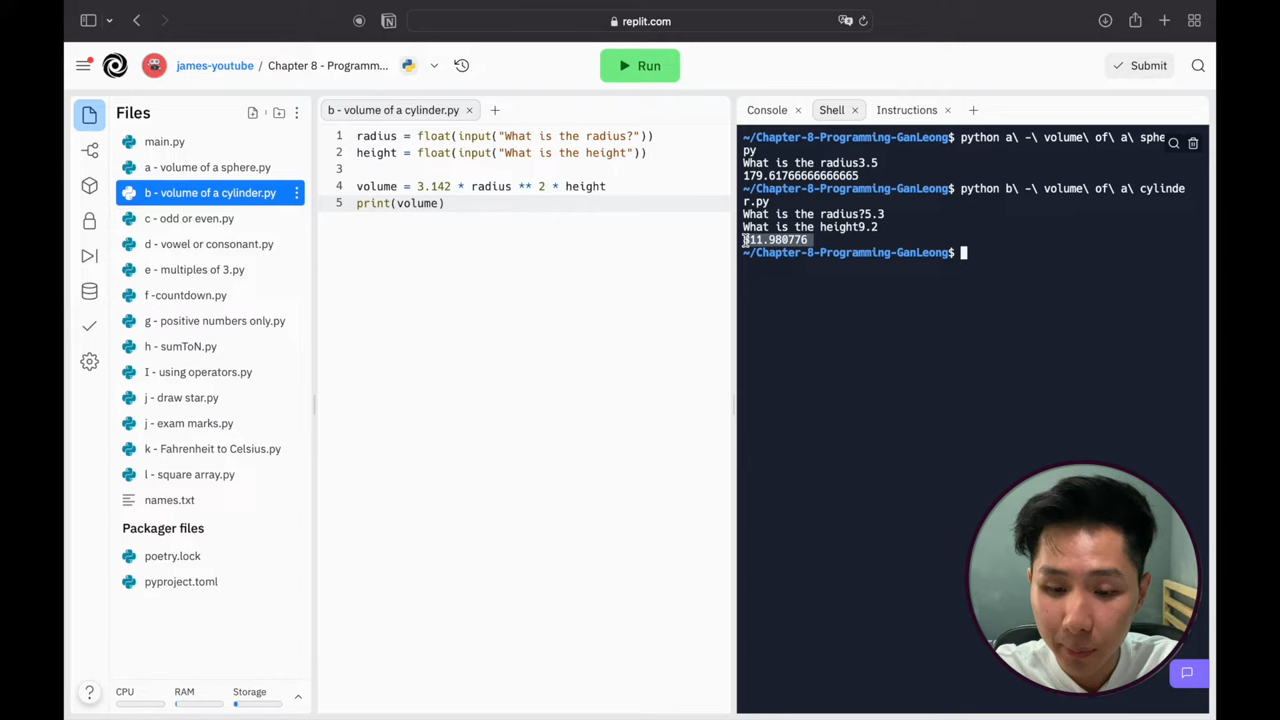 replit.com
james-youtube / Chapter 8 - Programm...
Run
Submit
Files
main.py
a - volume of a sphere.py
b - volume of a cylinder.py
c - odd or even.py
d - vowel or consonant.py
e - multiples of 3.py
f -countdown.py
g - positive numbers only.py
h - sumToN.py
I - using operators.py
j - draw star.py
j - exam marks.py
k - Fahrenheit to Celsius.py
l - square array.py
names.txt
Packager files
poetry.lock
pyproject.toml
?
CPU
RAM
Storage
b - volume of a cylinder.py
1 radius = float(input("What is the radius?"))
2 height = float(input("What is the height"))
3
4 volume = 3.142 * radius ** 2 * height
5 print(volume)
Console
Shell
Instructions
~/Chapter-8-Programming-GanLeong$ python a\ -\ volume\ of\ a\ sphe
py
What is the radius3.5
179.61766666666665
~/Chapter-8-Programming-GanLeong$ python b\ -\ volume\ of\ a\ cylinde
r.py
What is the radius?5.3
What is the height9.2
811.980776
~/Chapter-8-Programming-GanLeong$